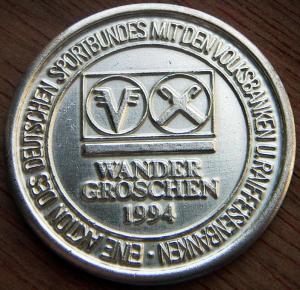 EINE AKTION DES DEUTSCHEN SPORTBUNDES MIT DEN VOLKSBANKEN U. RAIFFEISENBANKEN •
WANDER
GROSCHEN
1994